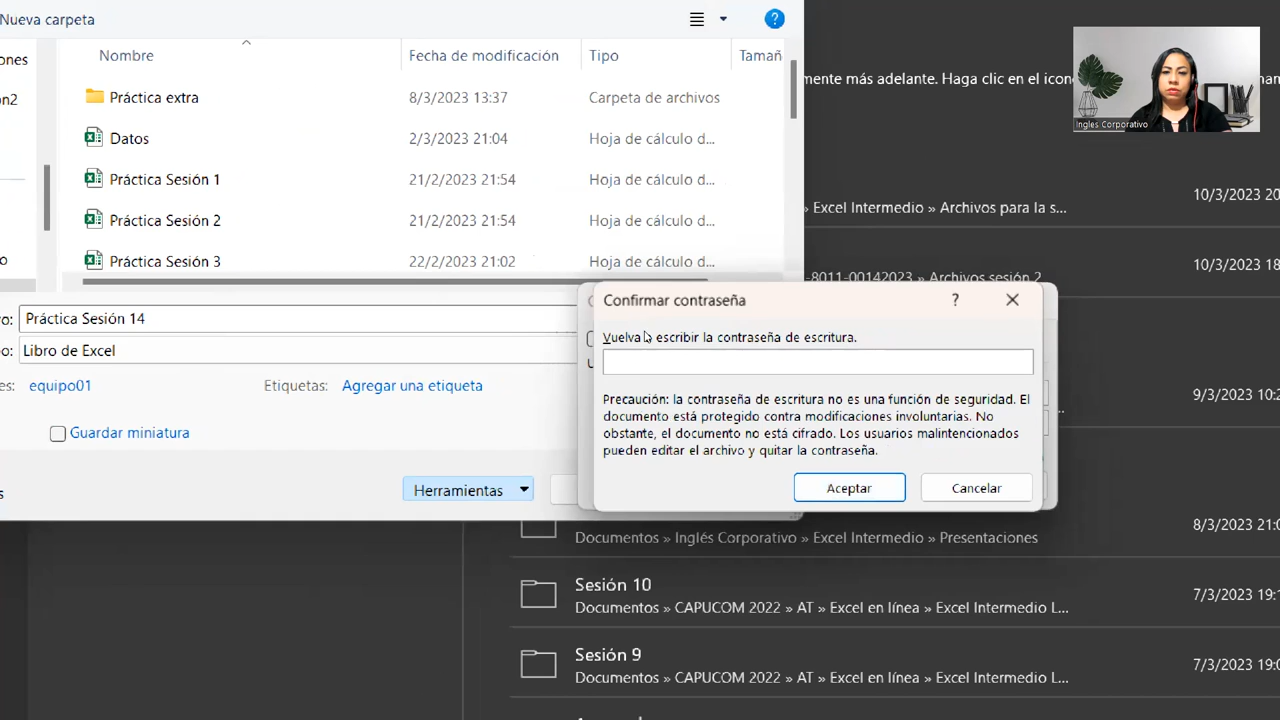 Nueva carpeta
?
Nombre
Fecha de modificación
Tipo
Tamañ
Práctica extra
8/3/2023 13:37
Carpeta de archivos
Datos
2/3/2023 21:04
Hoja de cálculo d...
Práctica Sesión 1
21/2/2023 21:54
Hoja de cálculo d...
Práctica Sesión 2
21/2/2023 21:54
Hoja de cálculo d...
Práctica Sesión 3
22/2/2023 21:02
Hoja de cálculo d...
iones
on2
o
vo: Práctica Sesión 14
po: Libro de Excel
es: equipo01
Etiquetas: Agregar una etiqueta
Guardar miniatura
s
Herramientas
Confirmar contraseña
?
Vuelva escribir la contraseña de escritura.
Precaución: la contraseña de escritura no es una función de seguridad. El
documento está protegido contra modificaciones involuntarias. No
obstante, el documento no está cifrado. Los usuarios malintencionados
pueden editar el archivo y quitar la contraseña.
Aceptar
Cancelar
mente más adelante. Haga clic en el icono
Ingles Corporativo
» Excel Intermedio » Archivos para la s...
10/3/2023 20
-8011-00142023 » Archivos sesión 2
10/3/2023 18
9/3/2023 10:2
8/3/2023 21:0
Documentos » Inglés Corporativo » Excel Intermedio » Presentaciones
Sesión 10
Documentos » CAPUCOM 2022 » AT » Excel en línea » Excel Intermedio L...
7/3/2023 19:1
Sesión 9
Documentos » CAPUCOM 2022 » AT » Excel en línea » Excel Intermedio L...
7/3/2023 19:0